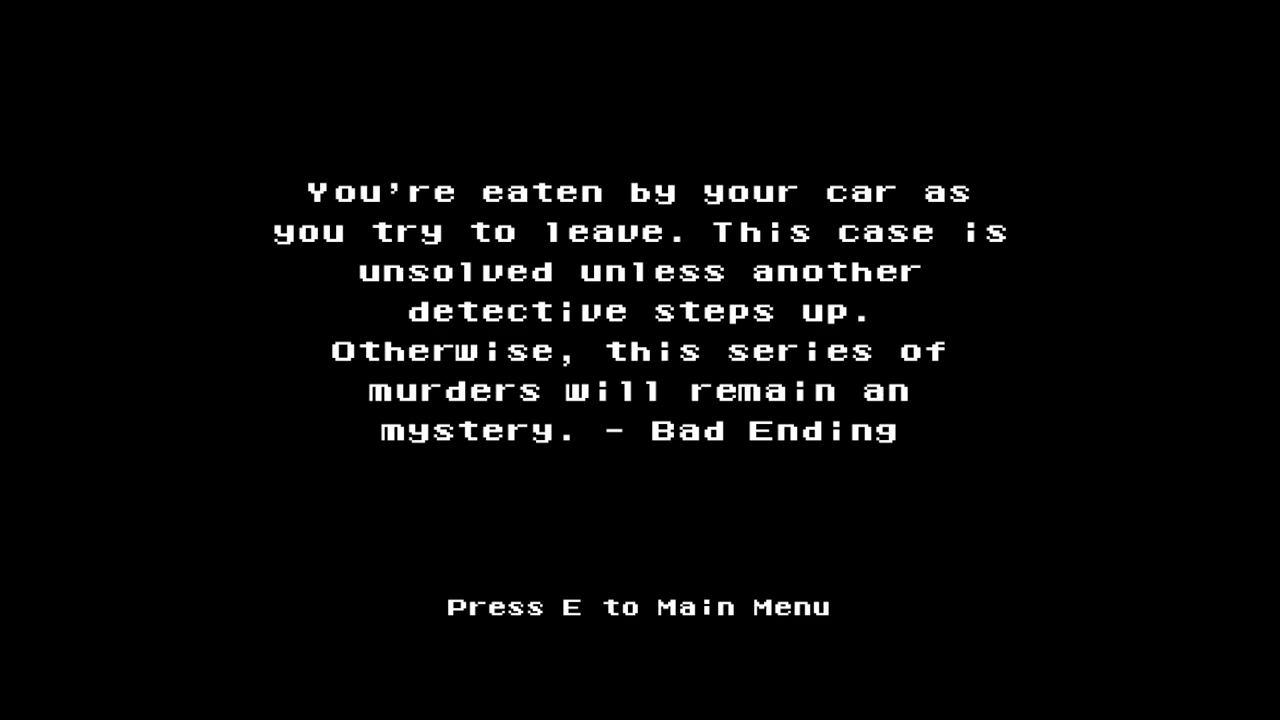 You're eaten by your car as
you try to leave. This case is
unsolved unless another
detective steps up.
Otherwise, this series of
murders will remain an
mystery. - Bad Ending
Press E to Main Menu